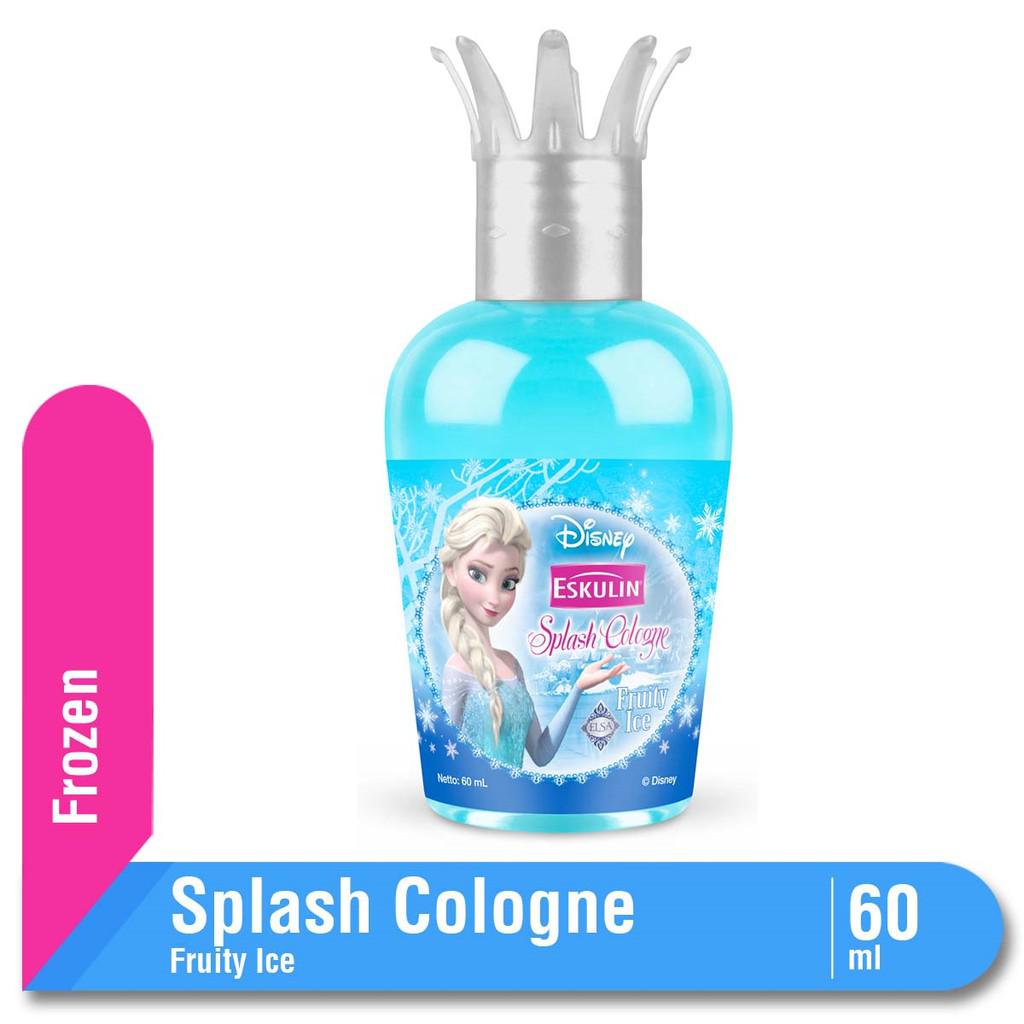 Disney
ESKULIN
Splash Cologne
Fruity
Ice
ELSA
Netto: 60 mL
© Disney
Frozen
Splash Cologne
Fruity Ice
60
ml